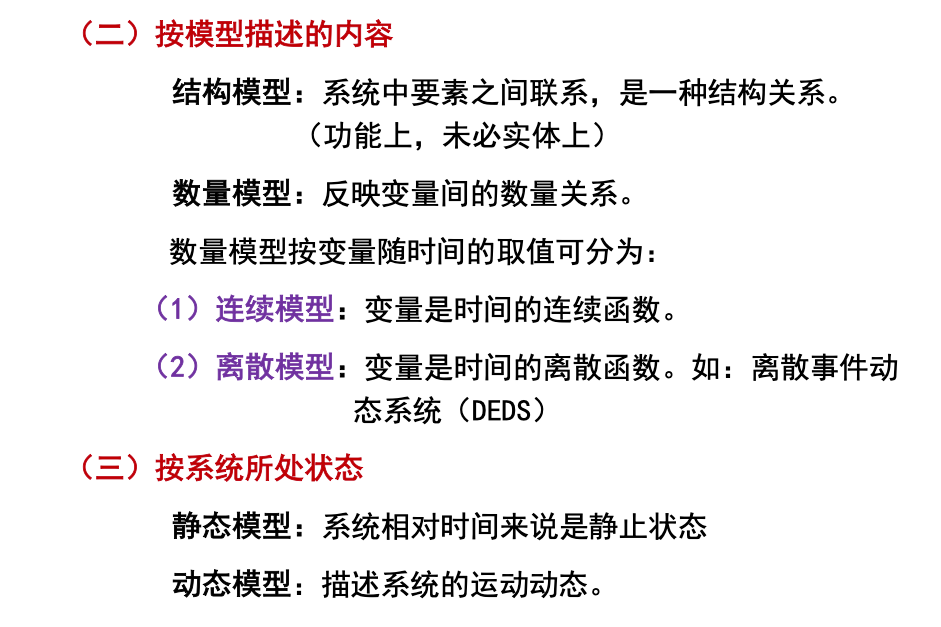 （二）按模型描述的内容
结构模型：系统中要素之间联系，是一种结构关系。
（功能上，未必实体上）
数量模型：反映变量间的数量关系。
数量模型按变量随时间的取值可分为：
（1）连续模型：变量是时间的连续函数。
（2）离散模型：变量是时间的离散函数。如：离散事件动
态系统（DEDS）
（三）按系统所处状态
静态模型：系统相对时间来说是静止状态
动态模型：描述系统的运动动态。